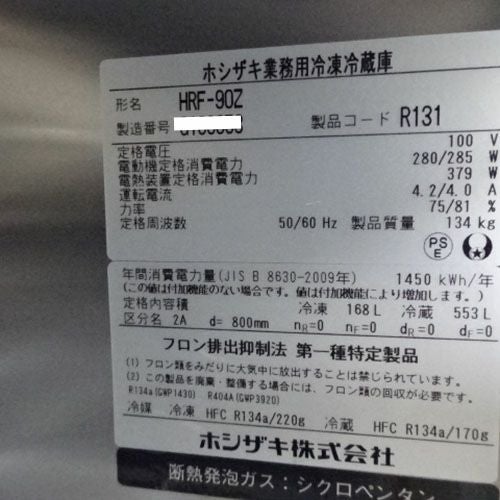 ホシザキ業務用冷凍冷蔵庫
形名 HRF-90Z
製造番号 製品コード R131
定格電圧 100 V
電動機定格消費電力 280/285 W
電熱装置定格消費電力 379 W
運転電流 4.2/4.0 A
力率 75/81 %
定格周波数 50/60 Hz 製品質量 134 kg
PS
E
年間消費電力量(JIS B 8630-2009年) 1450 kWh/年
(この値は付加機能のない場合です。値は付加機能により増加します。)
定格内容積 冷凍 168 L 冷蔵 553 L
区分名 2A d= 800mm nR=0 nF=0 dR=0 dF=0
フロン排出抑制法 第一種特定製品
(1) フロン類をみだりに大気中に放出することは禁じられています。
(2) この製品を廃棄・整備する場合には、フロン類の回収が必要です。
R134a(GWP1430) R404A(GWP3920)
冷媒 冷凍 HFC R134a/220g 冷蔵 HFC R134a/170g
ホシザキ株式会社
断熱発泡ガス:シクロペンタン